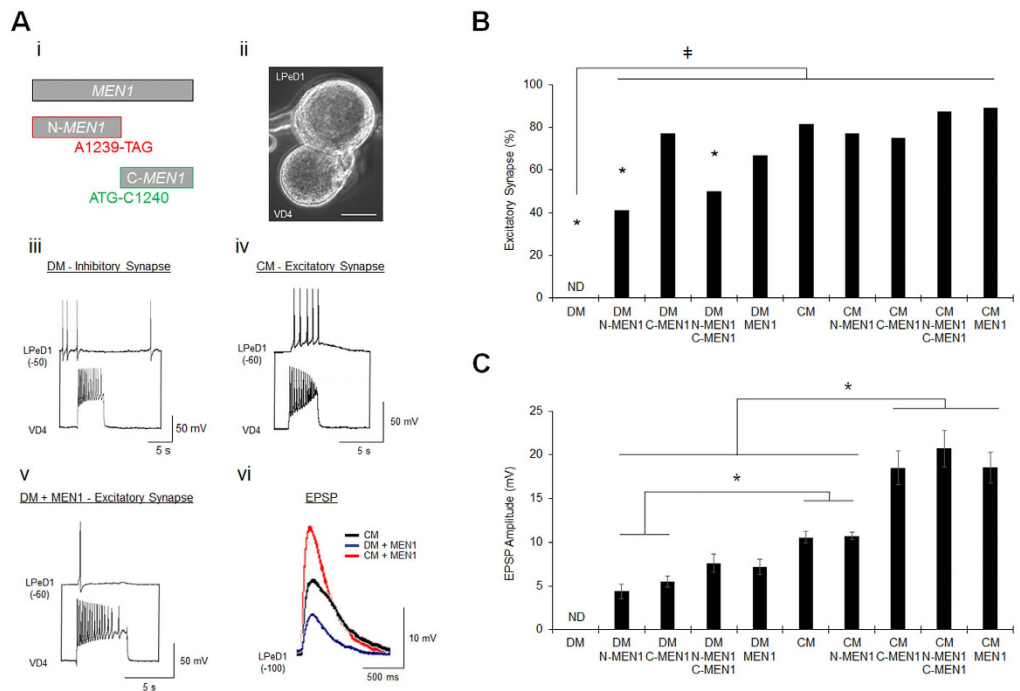 A
i
MEN1
N-MEN1
A1239-TAG
C-MEN1
ATG-C1240
ii
LPeD1
VD4
iii
DM - Inhibitory Synapse
LPeD1
(-50)
VD4
50 mV
5 s
iv
CM - Excitatory Synapse
LPeD1
(-60)
VD4
50 mV
5 s
v
DM + MEN1 - Excitatory Synapse
LPeD1
(-60)
VD4
50 mV
5 s
vi
EPSP
CM
DM + MEN1
CM + MEN1
LPeD1
(-100)
10 mV
500 ms
B
ǂ
Excitatory Synapse (%)
100
80
60
40
20
0
*
*
*
ND
DM
DM
N-MEN1
DM
C-MEN1
DM
N-MEN1
C-MEN1
DM
MEN1
CM
CM
N-MEN1
CM
C-MEN1
CM
N-MEN1
C-MEN1
CM
MEN1
C
*
*
EPSP Amplitude (mV)
25
20
15
10
5
0
ND
DM
DM
N-MEN1
DM
C-MEN1
DM
N-MEN1
C-MEN1
DM
MEN1
CM
CM
N-MEN1
CM
C-MEN1
CM
N-MEN1
C-MEN1
CM
MEN1